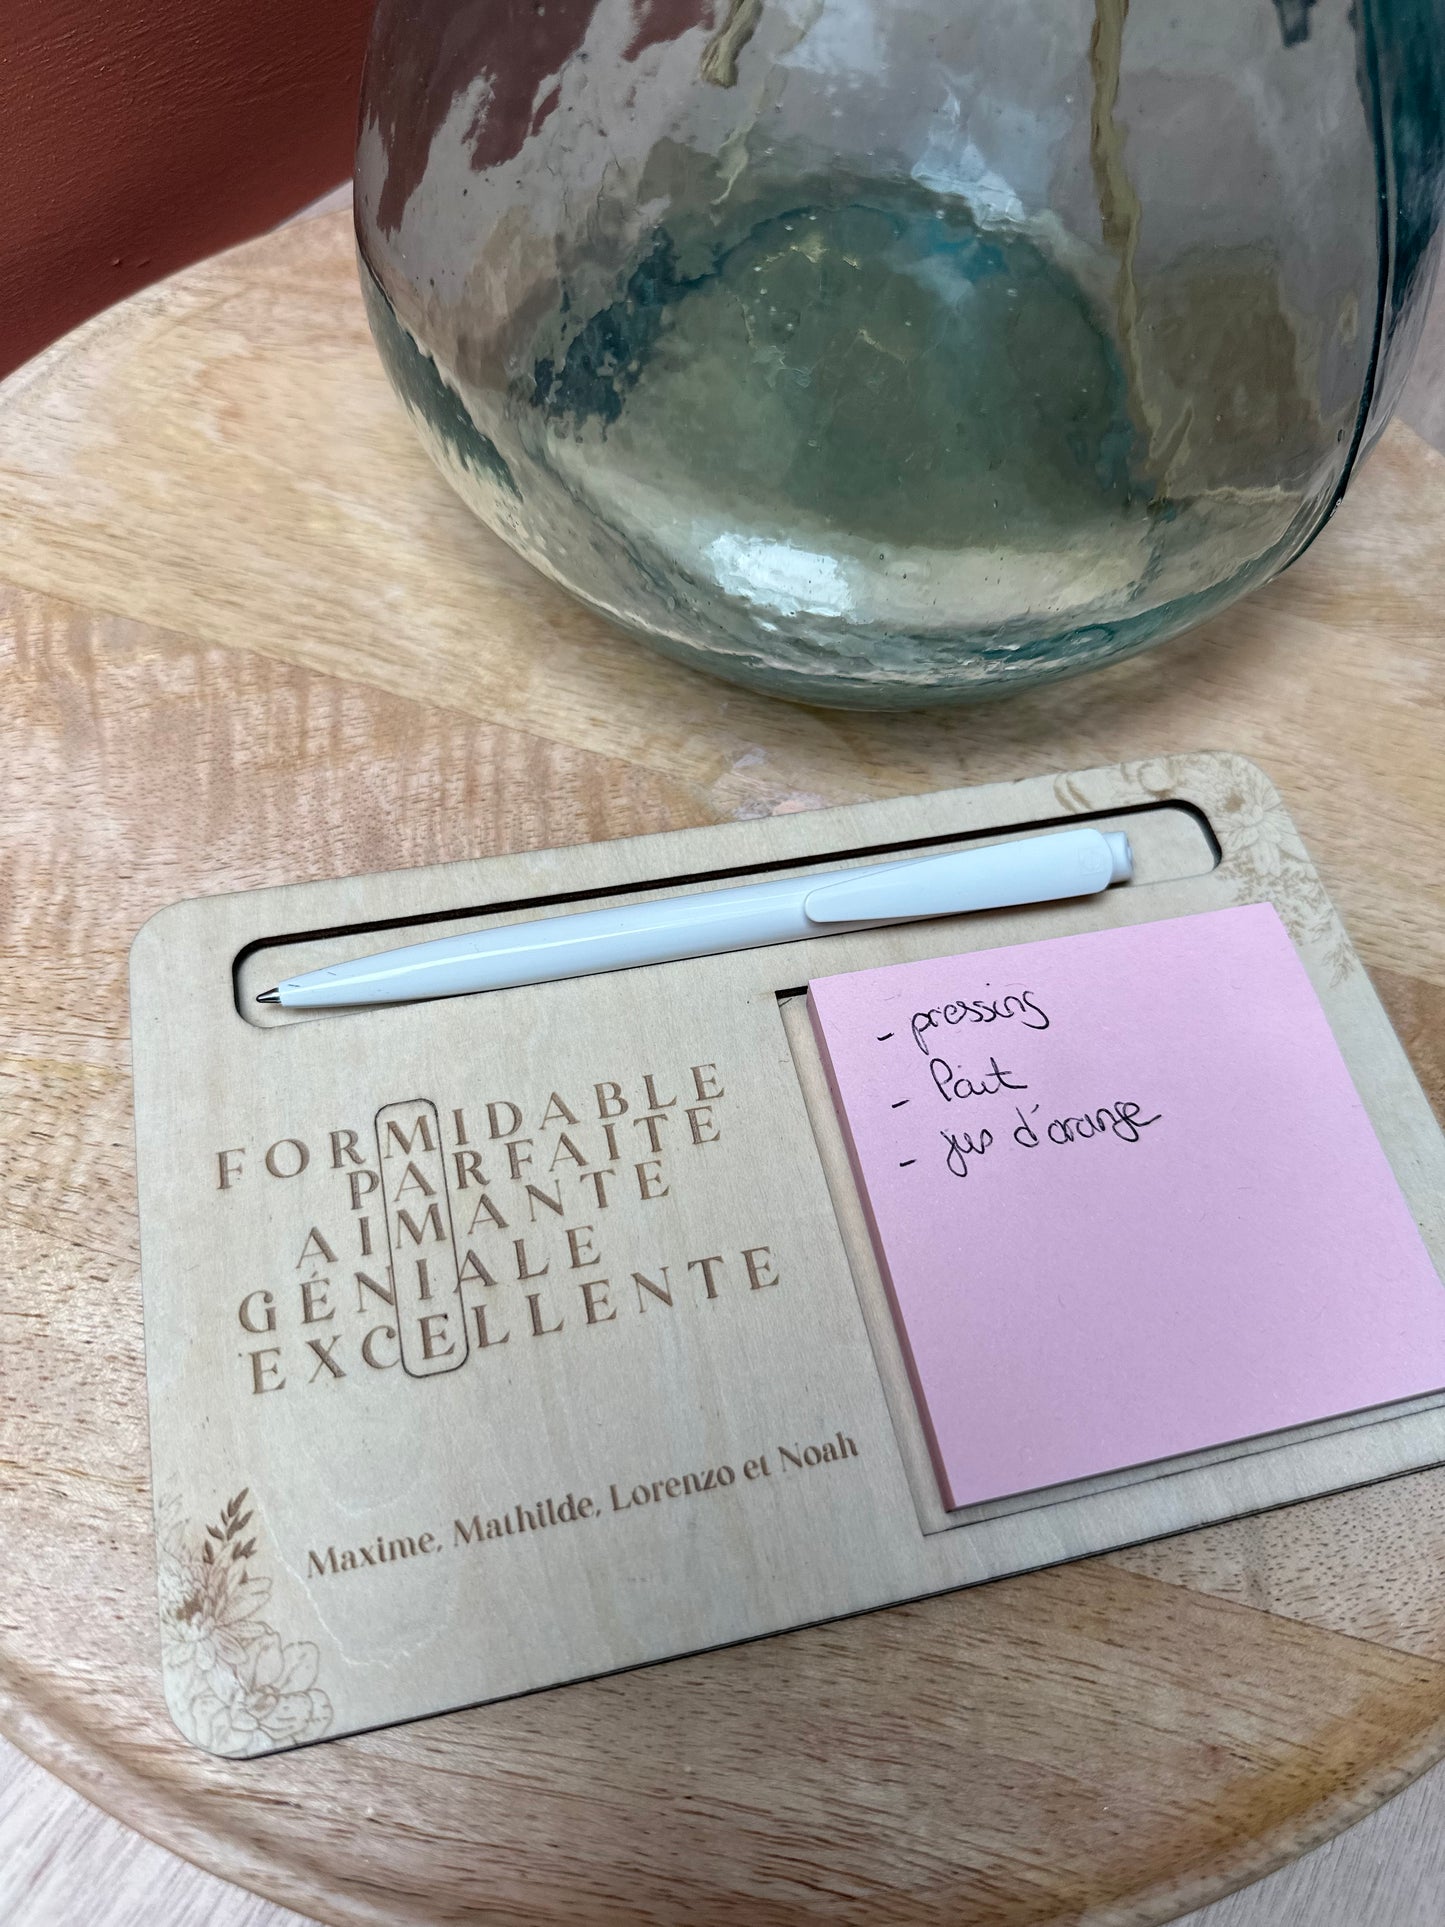 FORMIDABLE
PARFAITE
AIMANTE
GÉNIALE
EXCELLENTE
Maxime, Mathilde, Lorenzo et Noah
- pressing
- lait
- jus d'orange